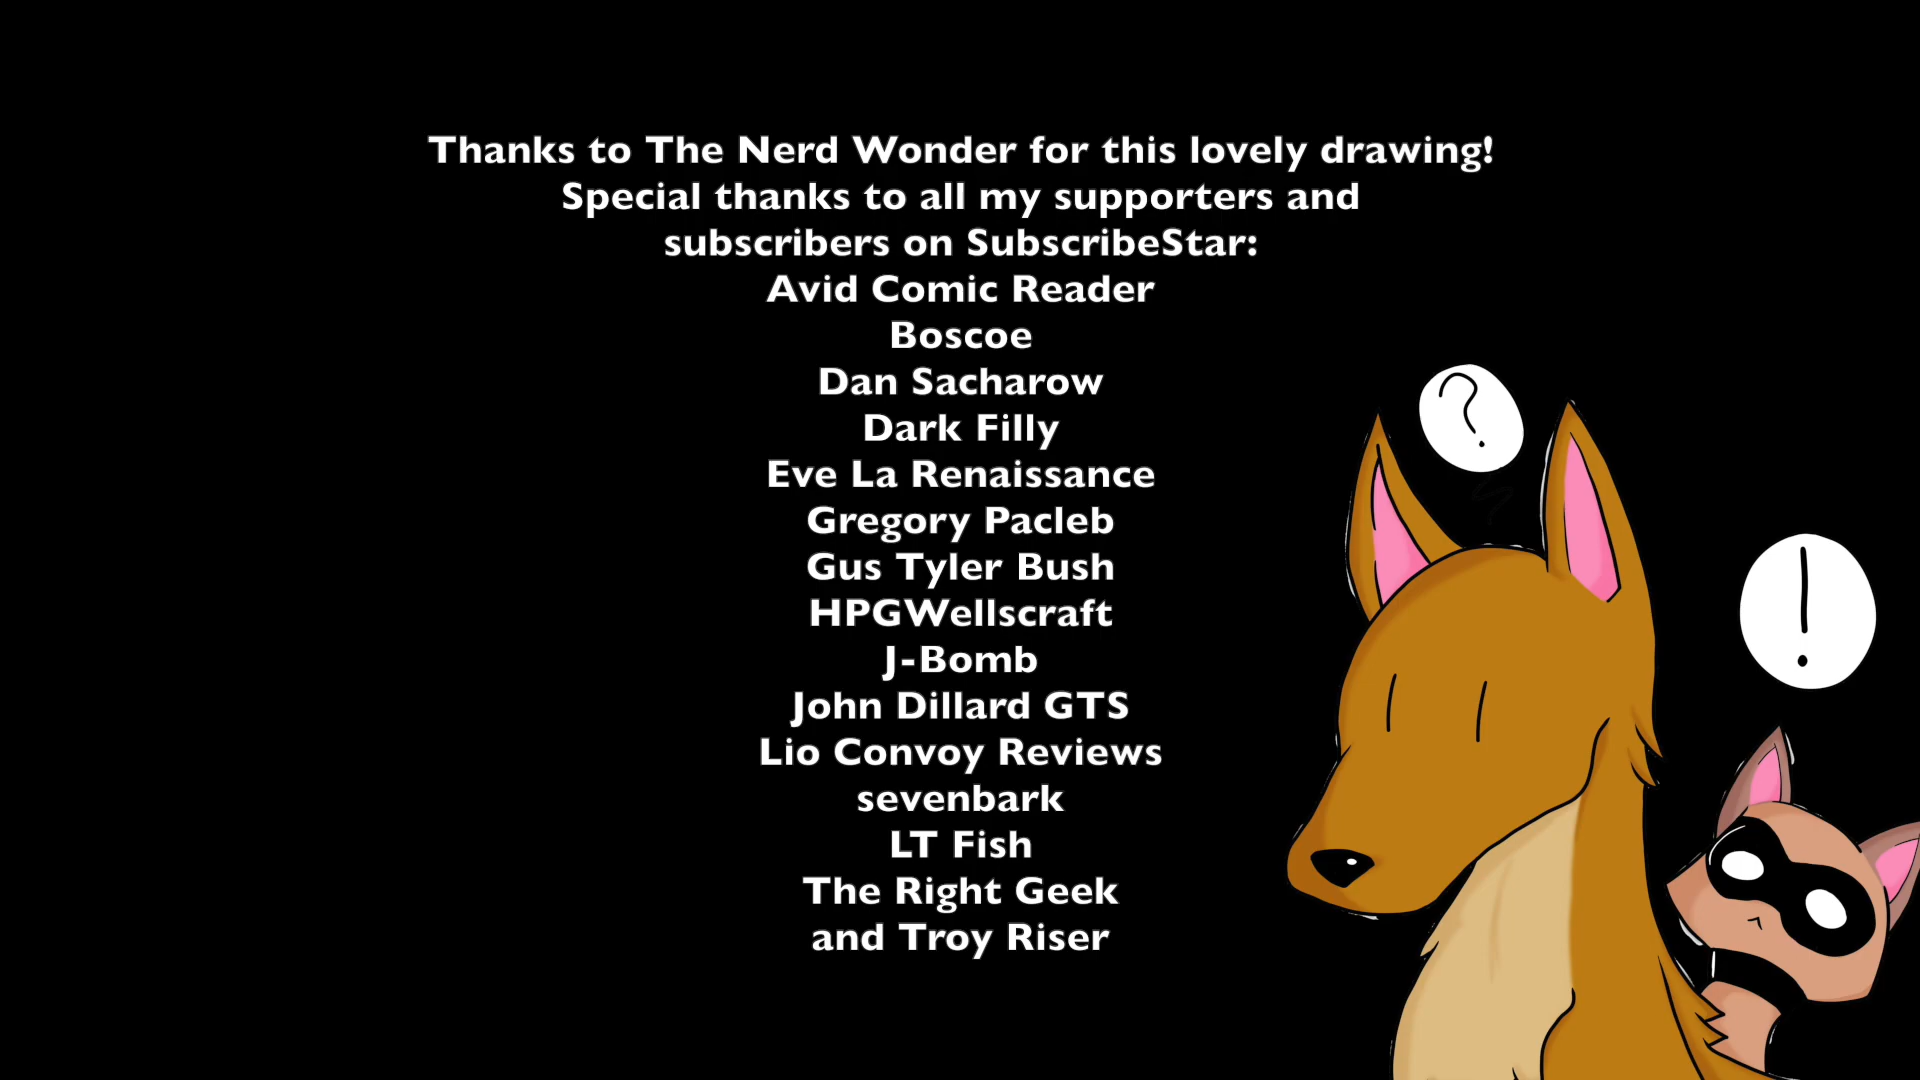 Thanks to The Nerd Wonder for this lovely drawing!
Special thanks to all my supporters and
subscribers on SubscribeStar:
Avid Comic Reader
Boscoe
Dan Sacharow
Dark Filly
Eve La Renaissance
Gregory Pacleb
Gus Tyler Bush
HPGWellscraft
J-Bomb
John Dillard GTS
Lio Convoy Reviews
sevenbark
LT Fish
The Right Geek
and Troy Riser
?
!